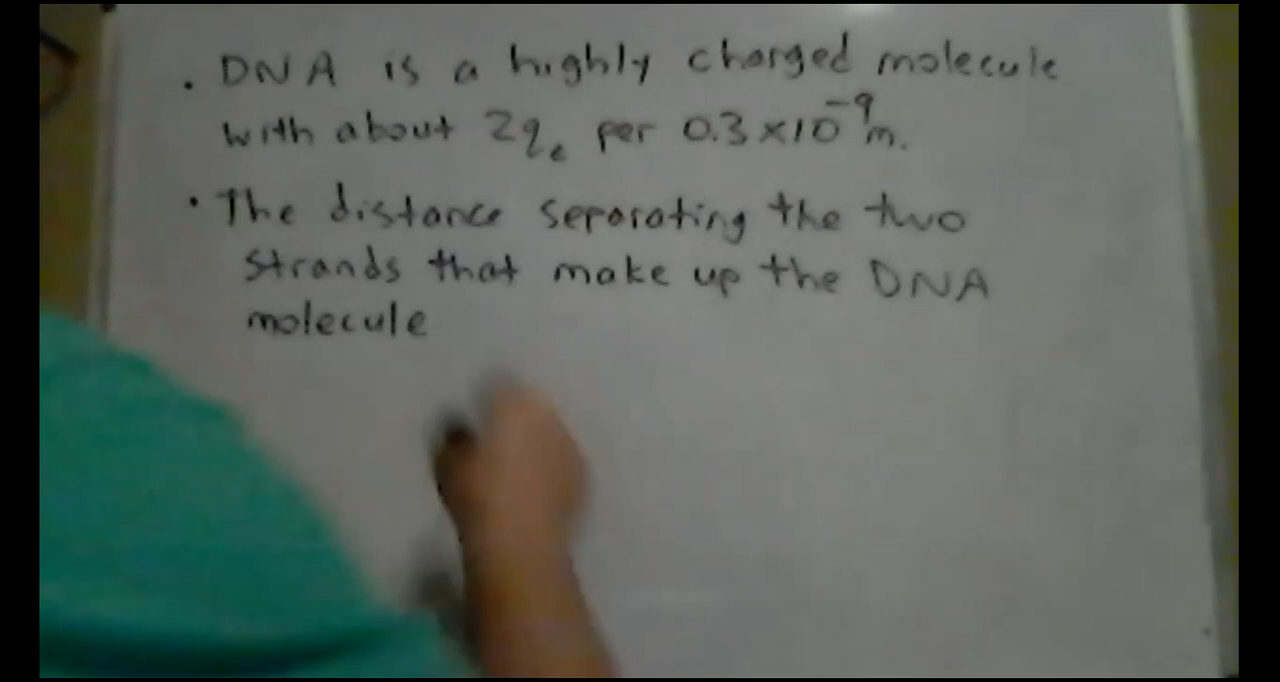 . DNA is a highly charged molecule
with about 2qₑ per 0.3×10⁻⁹m.
• The distance separating the two
strands that make up the DNA
molecule